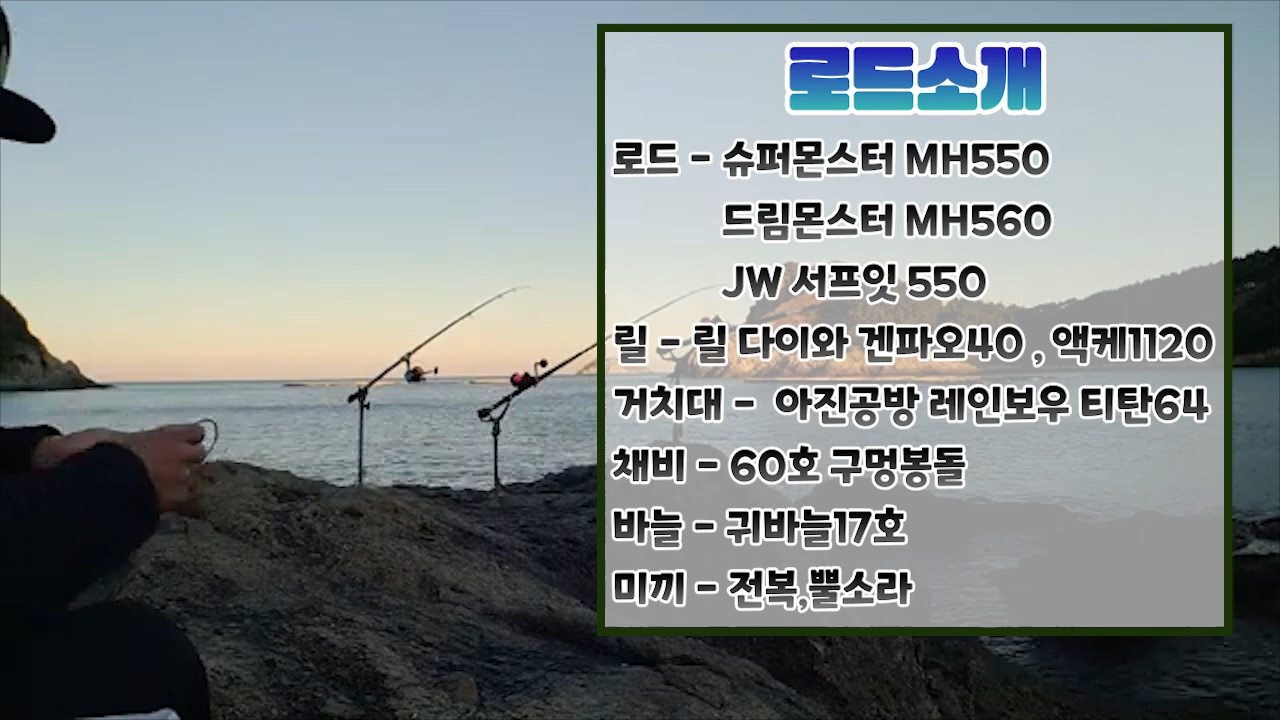 로드소개
로드 - 슈퍼몬스터 MH550
드림몬스터 MH560
JW 서프잇 550
릴 - 릴 다이와 겐파오40 , 액케1120
거치대 - 아진공방 레인보우 티탄64
채비 - 60호 구멍봉돌
바늘 - 귀바늘17호
미끼 - 전복,뿔소라